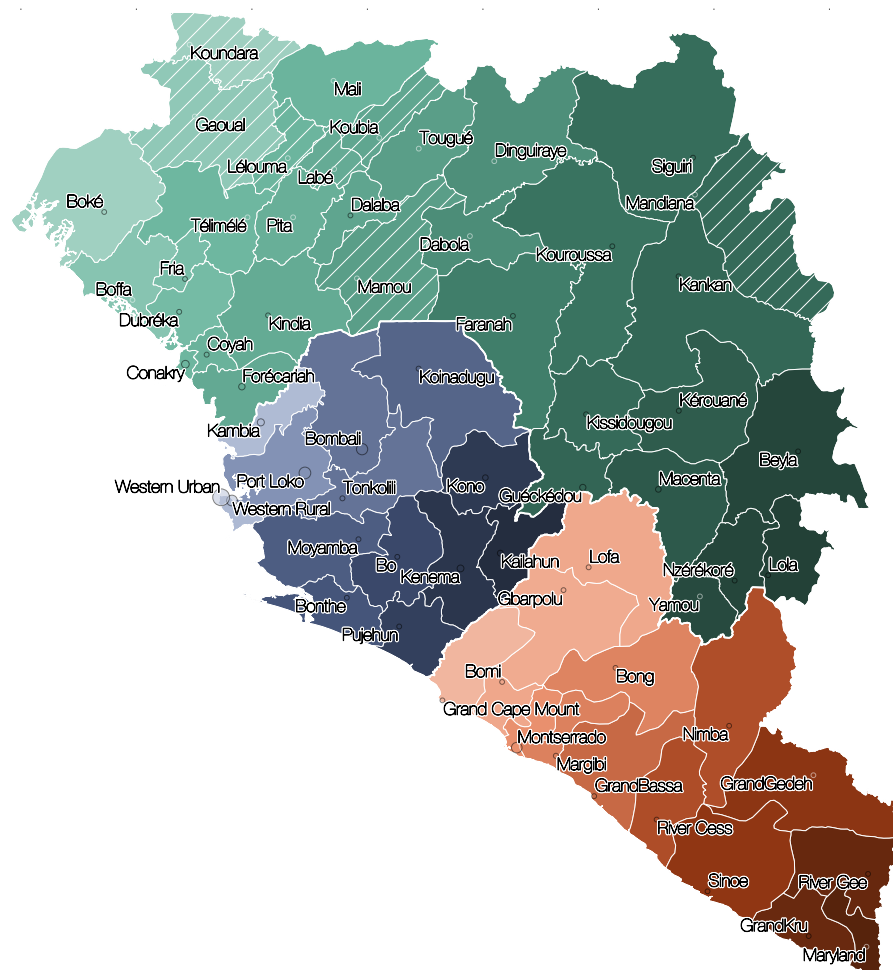 Koundara
Mali
Gaoual
Koubia
Tougué
Dinguiraye
Lélouma
Labé
Siguiri
Boké
Dalaba
Mandiana
Télimélé
Pita
Dabola
Kouroussa
Fria
Boffa
Mamou
Kankan
Dubréka
Kindia
Faranah
Coyah
Conakry
Forécariah
Koinadugu
Kambia
Bombali
Kissidougou
Kérouané
Beyla
Western Urban
Port Loko
Tonkolili
Kono
Guéckédou
Macenta
Western Rural
Moyamba
Bo
Kenema
Kailahun
Lofa
Nzérékoré
Lola
Bonthe
Gbarpolu
Yamou
Pujehun
Bomi
Bong
Grand Cape Mount
Montserrado
Nimba
Margibi
GrandBassa
GrandGedeh
River Cess
Sinoe
River Gee
GrandKru
Maryland